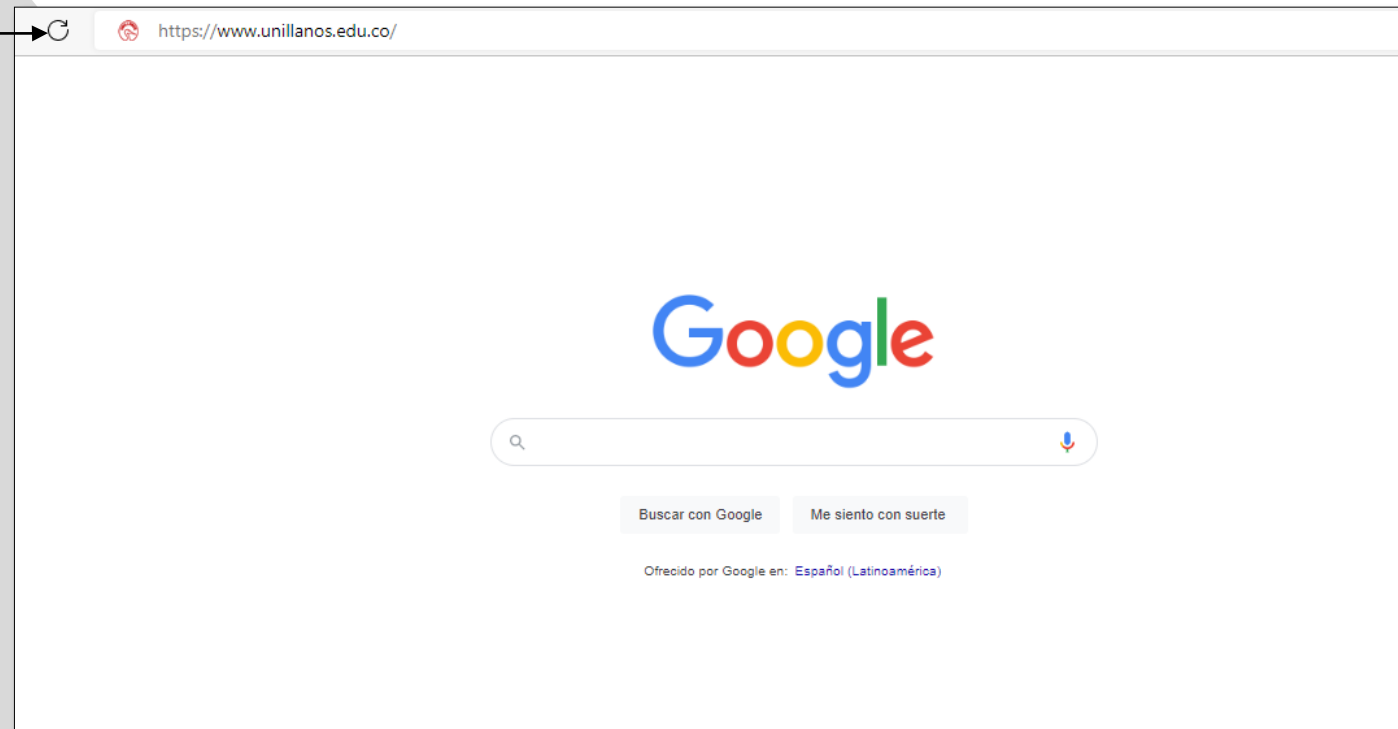 https://www.unillanos.edu.co/
Google
Buscar con Google Me siento con suerte
Ofrecido por Google en: Español (Latinoamérica)